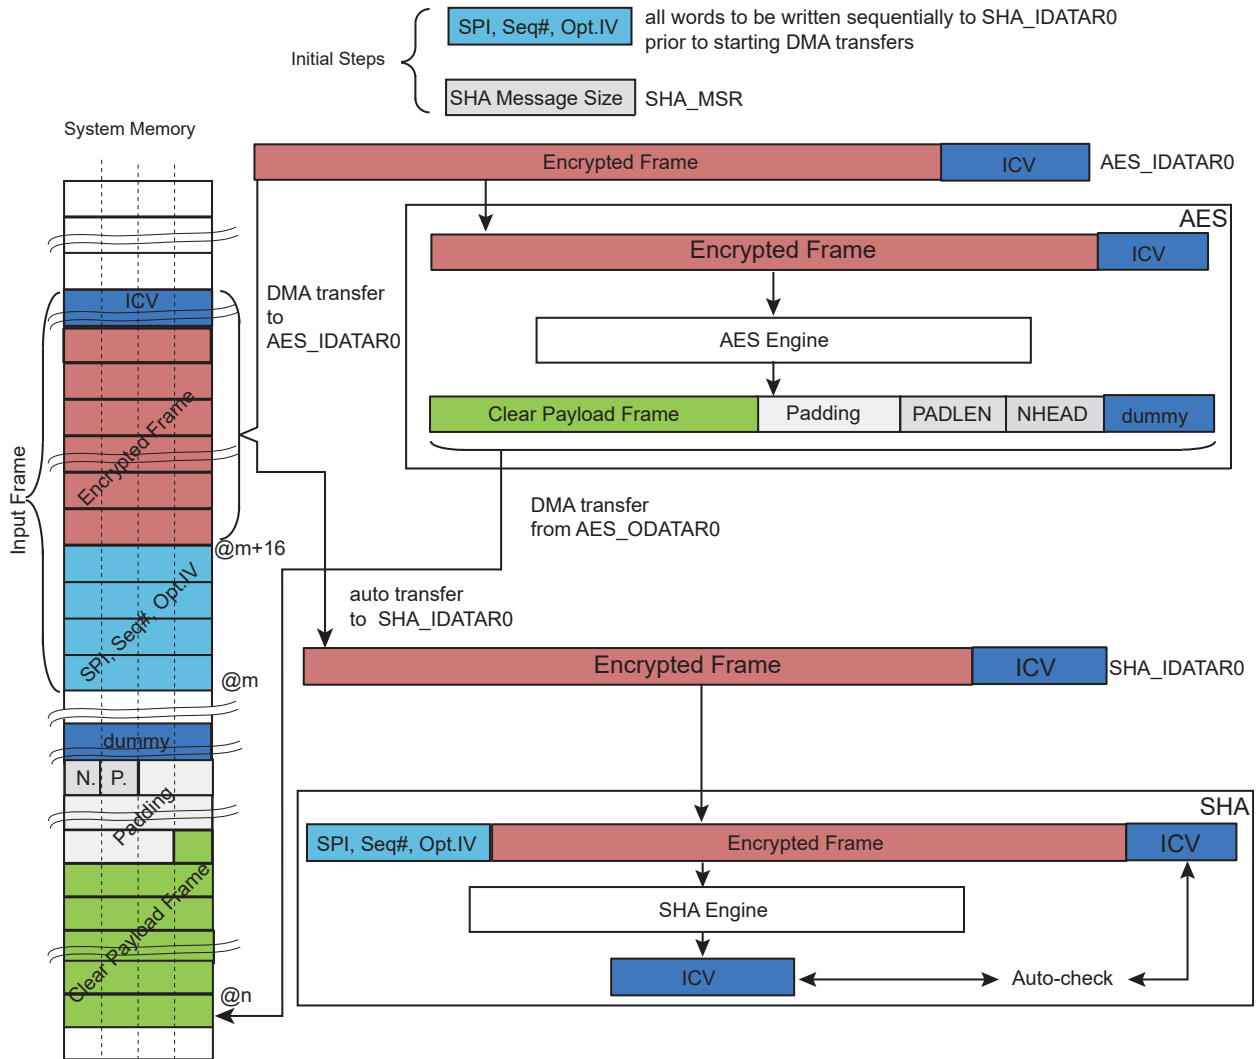 SPI, Seq#, Opt.IV
all words to be written sequentially to SHA_IDATAR0
prior to starting DMA transfers
Initial Steps
SHA Message Size
SHA_MSR
System Memory
Encrypted Frame
ICV
AES_IDATAR0
AES
Encrypted Frame
ICV
ICV
DMA transfer
to
AES_IDATAR0
AES Engine
Clear Payload Frame
Padding
PADLEN
NHEAD
dummy
Input Frame
Encrypted Frame
DMA transfer
from AES_ODATAR0
@m+16
auto transfer
to SHA_IDATAR0
SPI, Seq#, Opt.IV
Encrypted Frame
ICV
SHA_IDATAR0
@m
dummy
N.
P.
Padding
SHA
SPI, Seq#, Opt.IV
Encrypted Frame
ICV
Clear Payload Frame
SHA Engine
ICV
Auto-check
@n